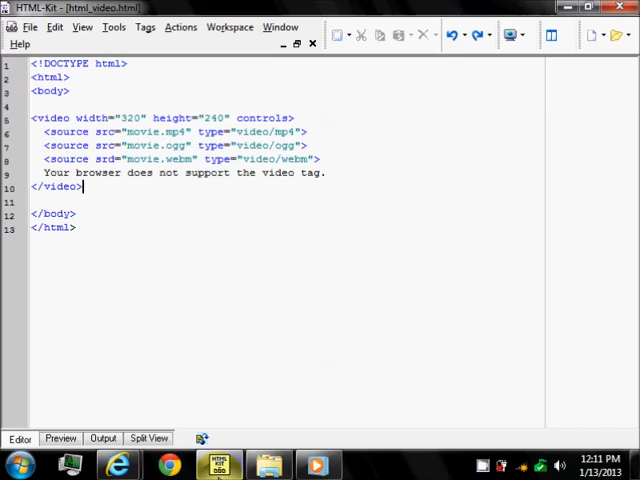 HTML-Kit - [html_video.html]
File Edit Tools Tags Actions Workspace Window
Help
1 <!DOCTYPE html>
2 <html>
3 <body>
4
5 <video width="320" height="240" controls>
6 <source src="movie.mp4" type="video/mp4">
7 <source src="movie.ogg" type="video/ogg">
8 <source srd="movie.webm" type="video/webm">
9 Your browser does not support the video tag.
10 </video>
11
12 </body>
13 </html>
Editor Preview Output Split View
HTML
KIT
12:11 PM
1/13/2013